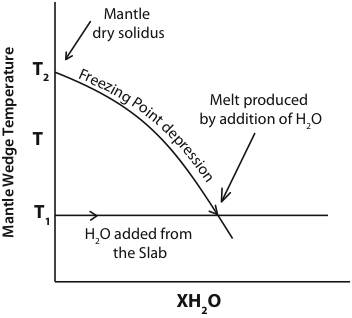 Mantle
dry solidus
T₂
Freezing Point depression
Melt produced
by addition of H₂O
Mantle Wedge Temperature
T
T₁
H₂O added from
the Slab
XH₂O